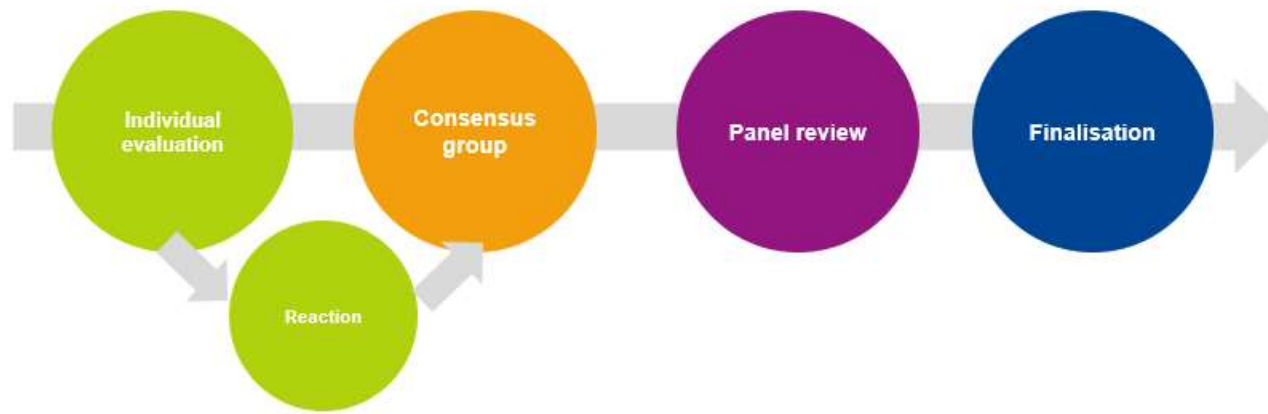 Individual
evaluation
Consensus
group
Panel review
Finalisation
Reaction